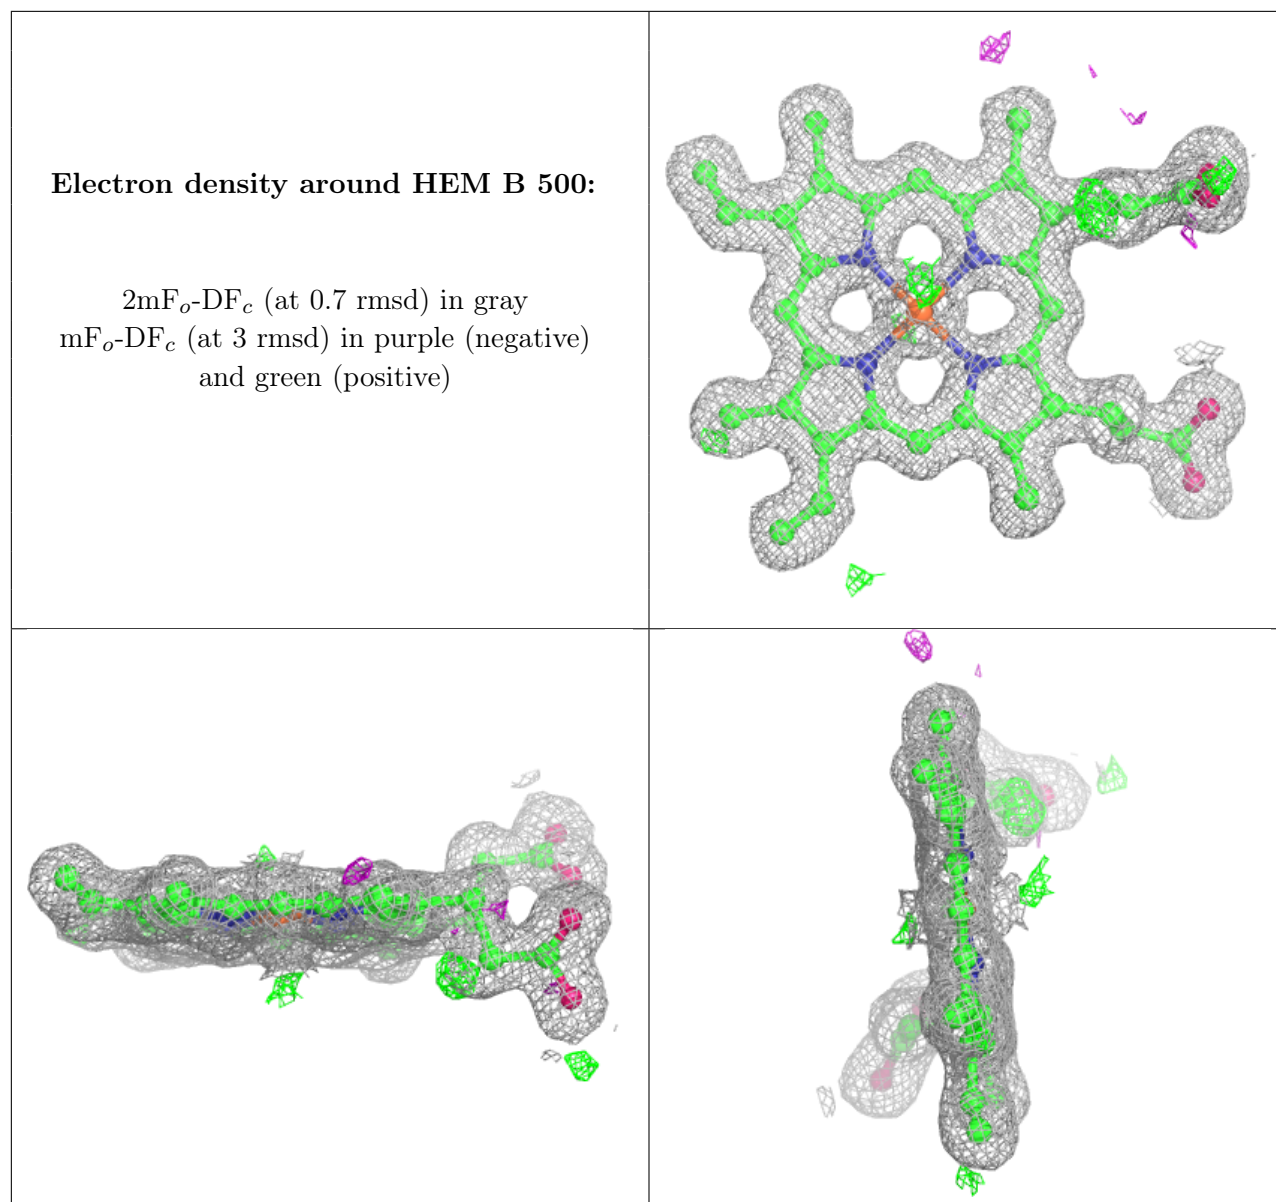 Electron density around HEM B 500:
2mFₒ-DF𝒸 (at 0.7 rmsd) in gray
mFₒ-DF𝒸 (at 3 rmsd) in purple (negative)
and green (positive)